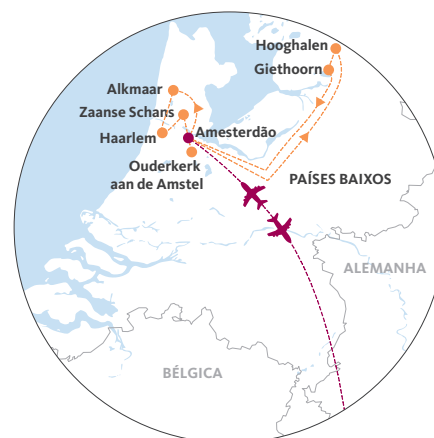 Hooghalen
Giethoorn
Alkmaar
Zaanse Schans
Haarlem
Amesterdão
Ouderkerk
aan de Amstel
PAÍSES BAIXOS
ALEMANHA
BÉLGICA